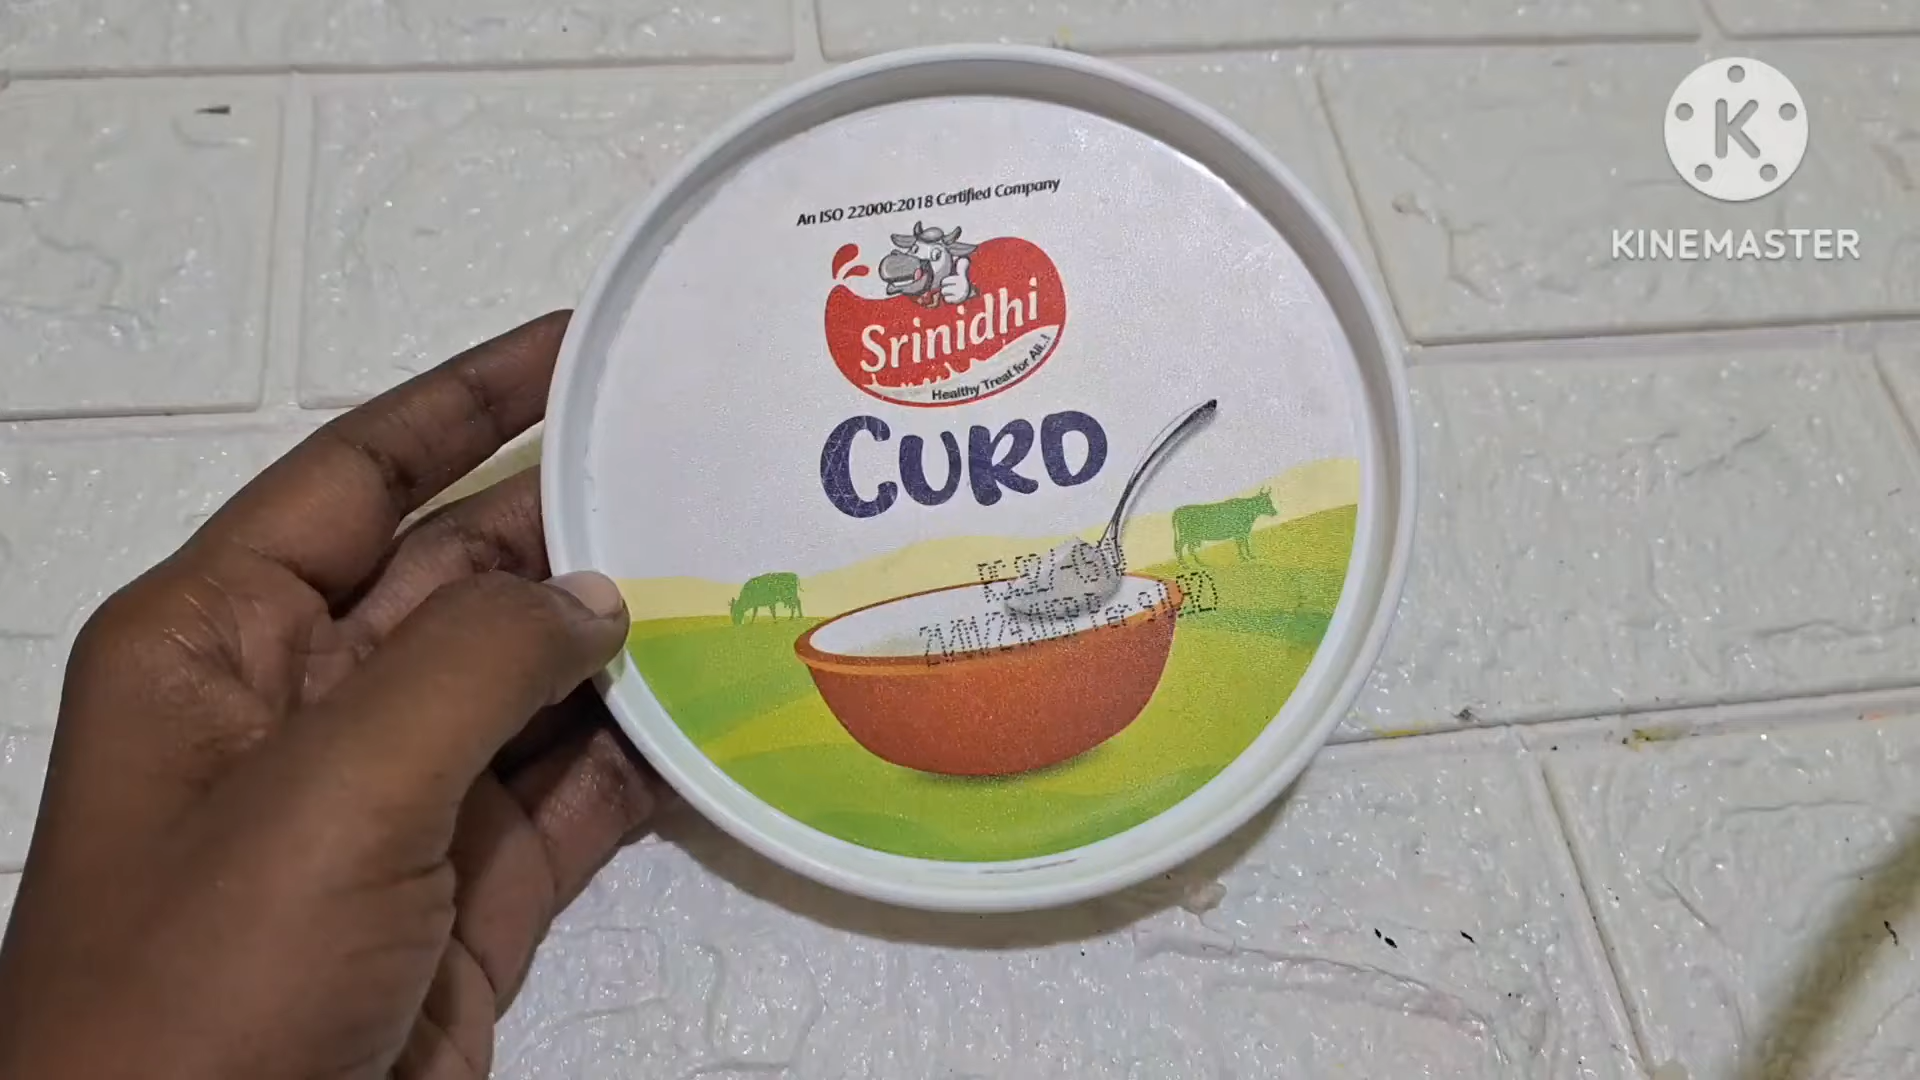 An ISO 22000:2018 Certified Company
Srinidhi
Healthy Treat for All..!
CURD
K
KINEMASTER